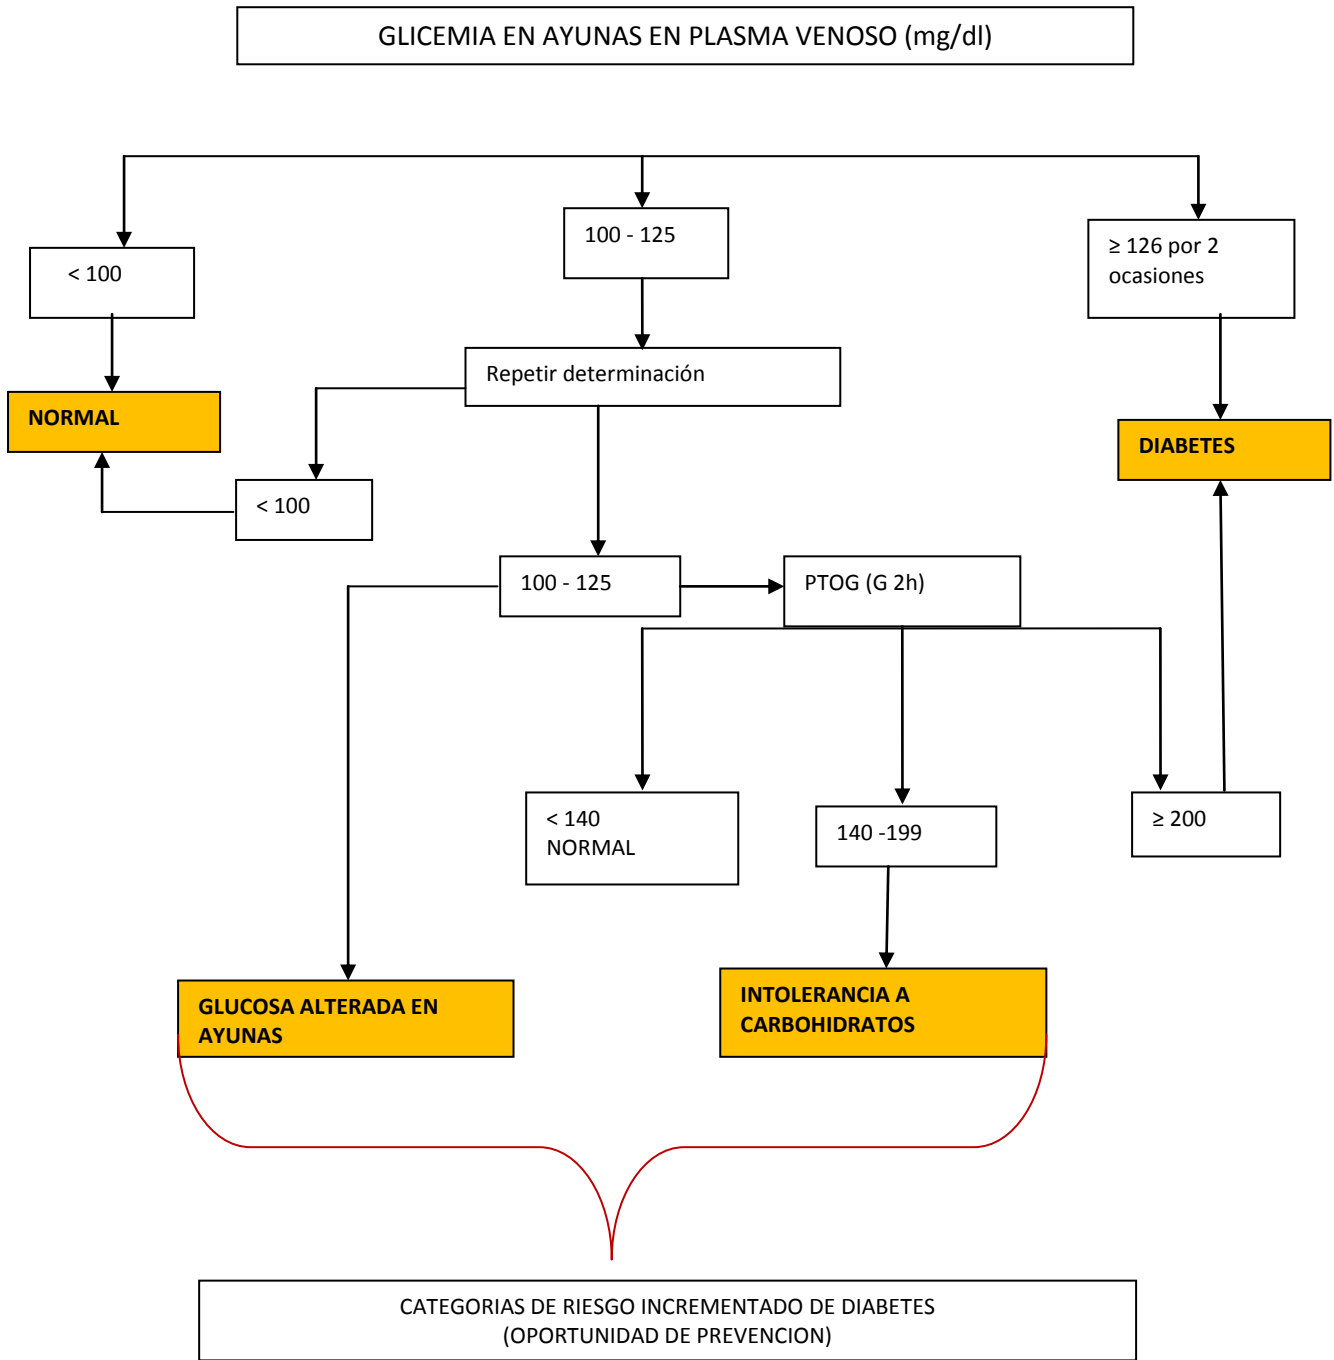 GLICEMIA EN AYUNAS EN PLASMA VENOSO (mg/dl)
< 100
100 - 125
≥ 126 por 2
ocasiones
Repetir determinación
NORMAL
DIABETES
< 100
100 - 125
PTOG (G 2h)
< 140
NORMAL
140 -199
≥ 200
GLUCOSA ALTERADA EN
AYUNAS
INTOLERANCIA A
CARBOHIDRATOS
CATEGORIAS DE RIESGO INCREMENTADO DE DIABETES
(OPORTUNIDAD DE PREVENCION)